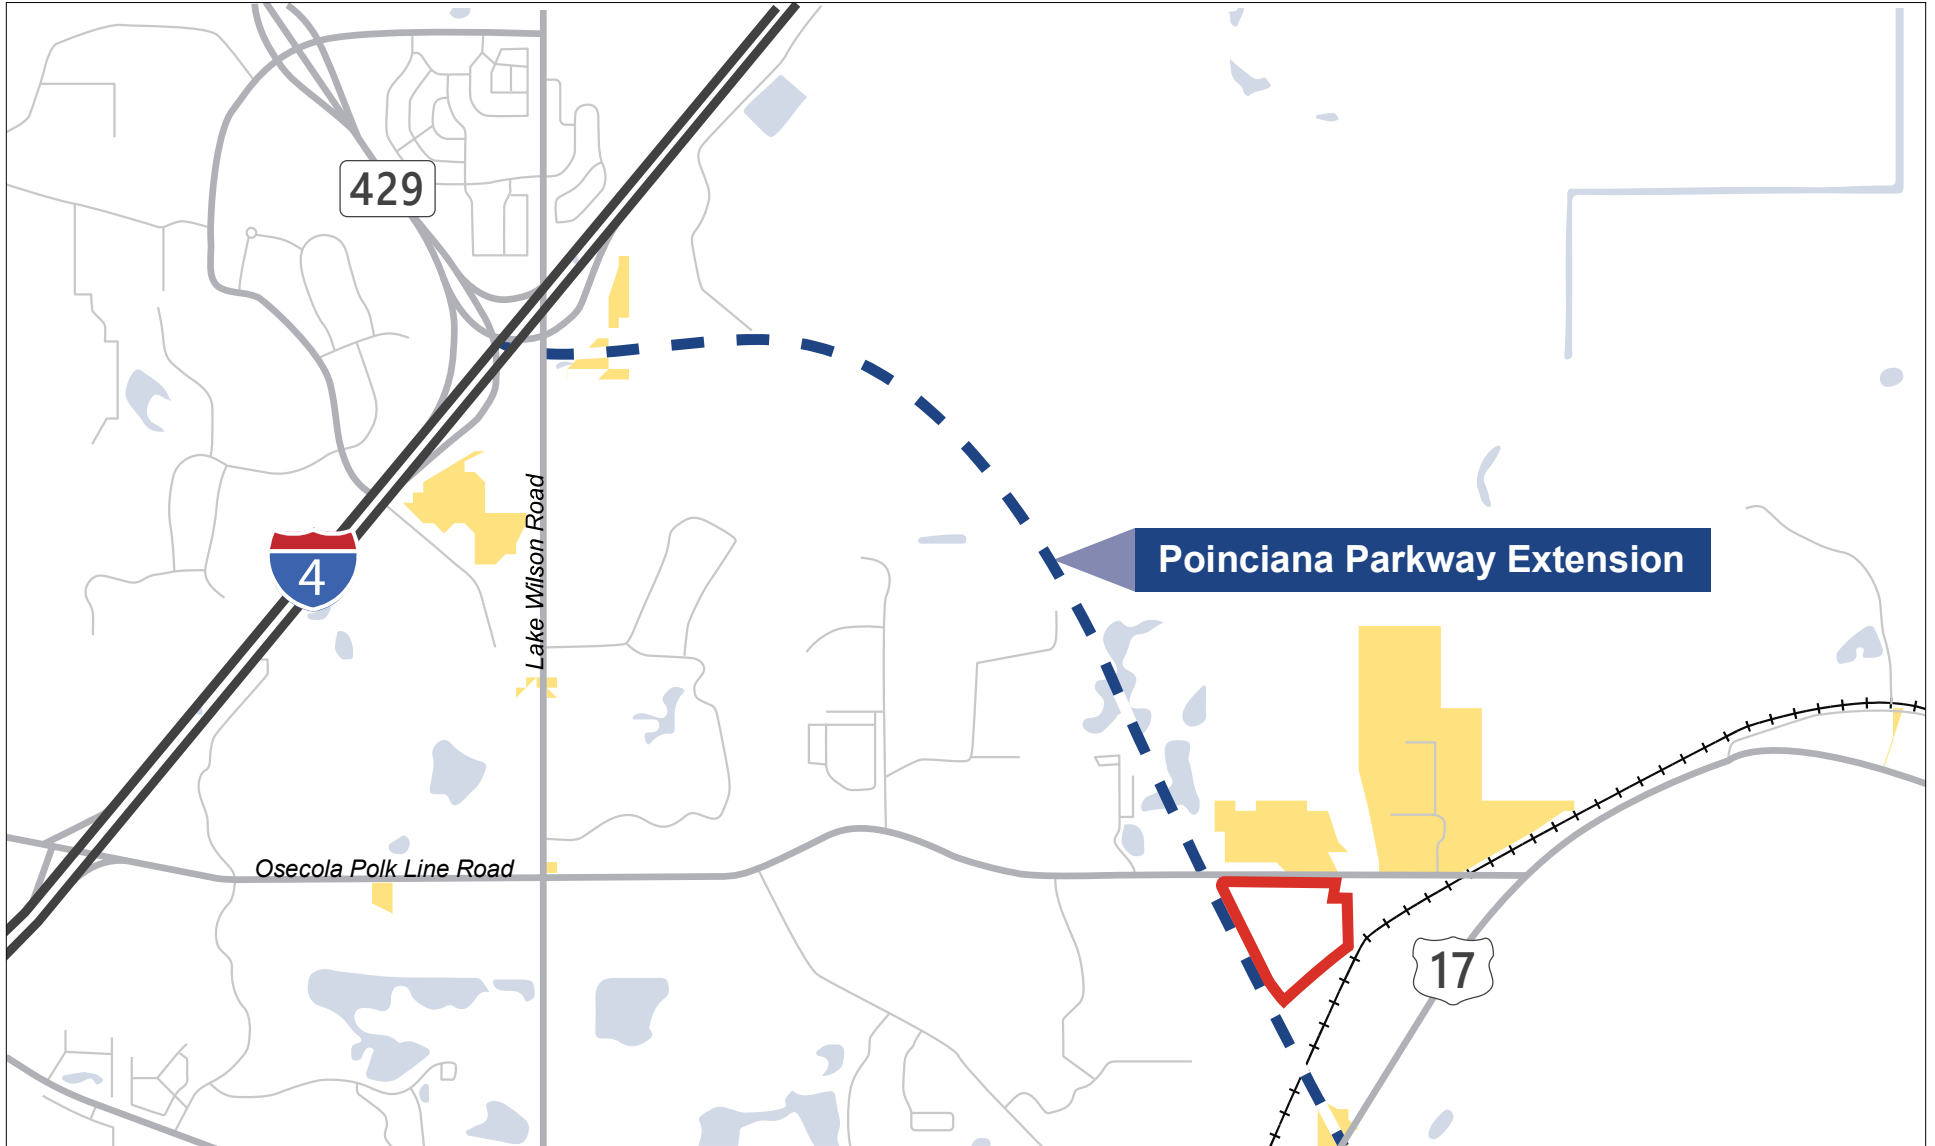 429
Lake Wilson Road
Poinciana Parkway Extension
4
Osecola Polk Line Road
17